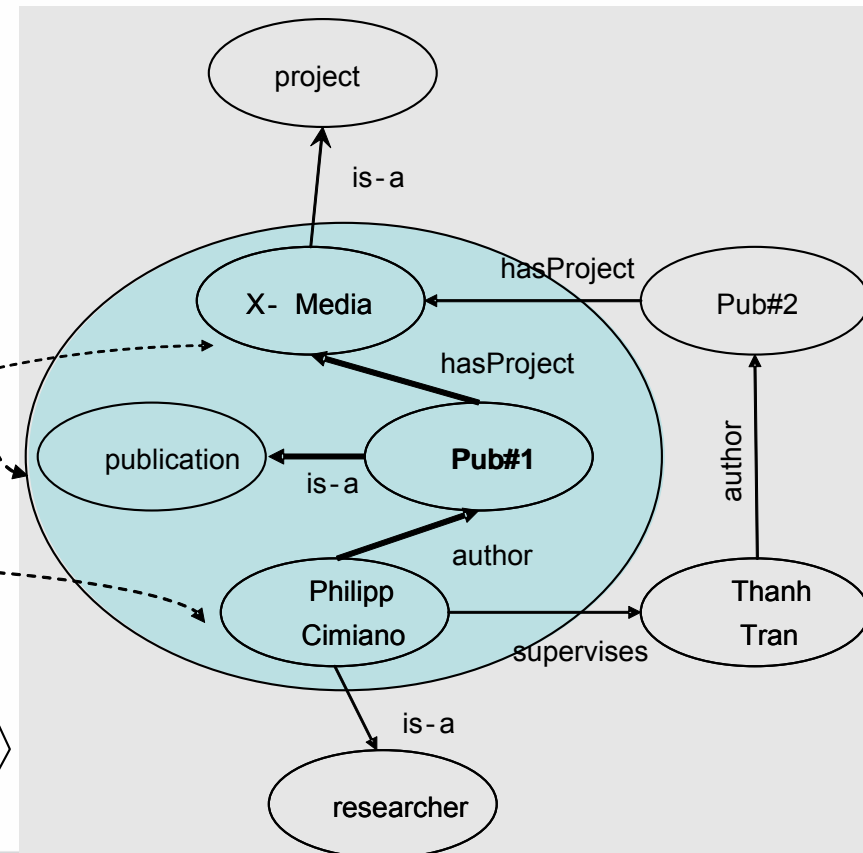 project
is-a
hasProject
X- Media
Pub#2
hasProject
publication
is-a
Pub#1
author
author
Philipp
Cimiano
Thanh
Tran
supervises
is-a
researcher